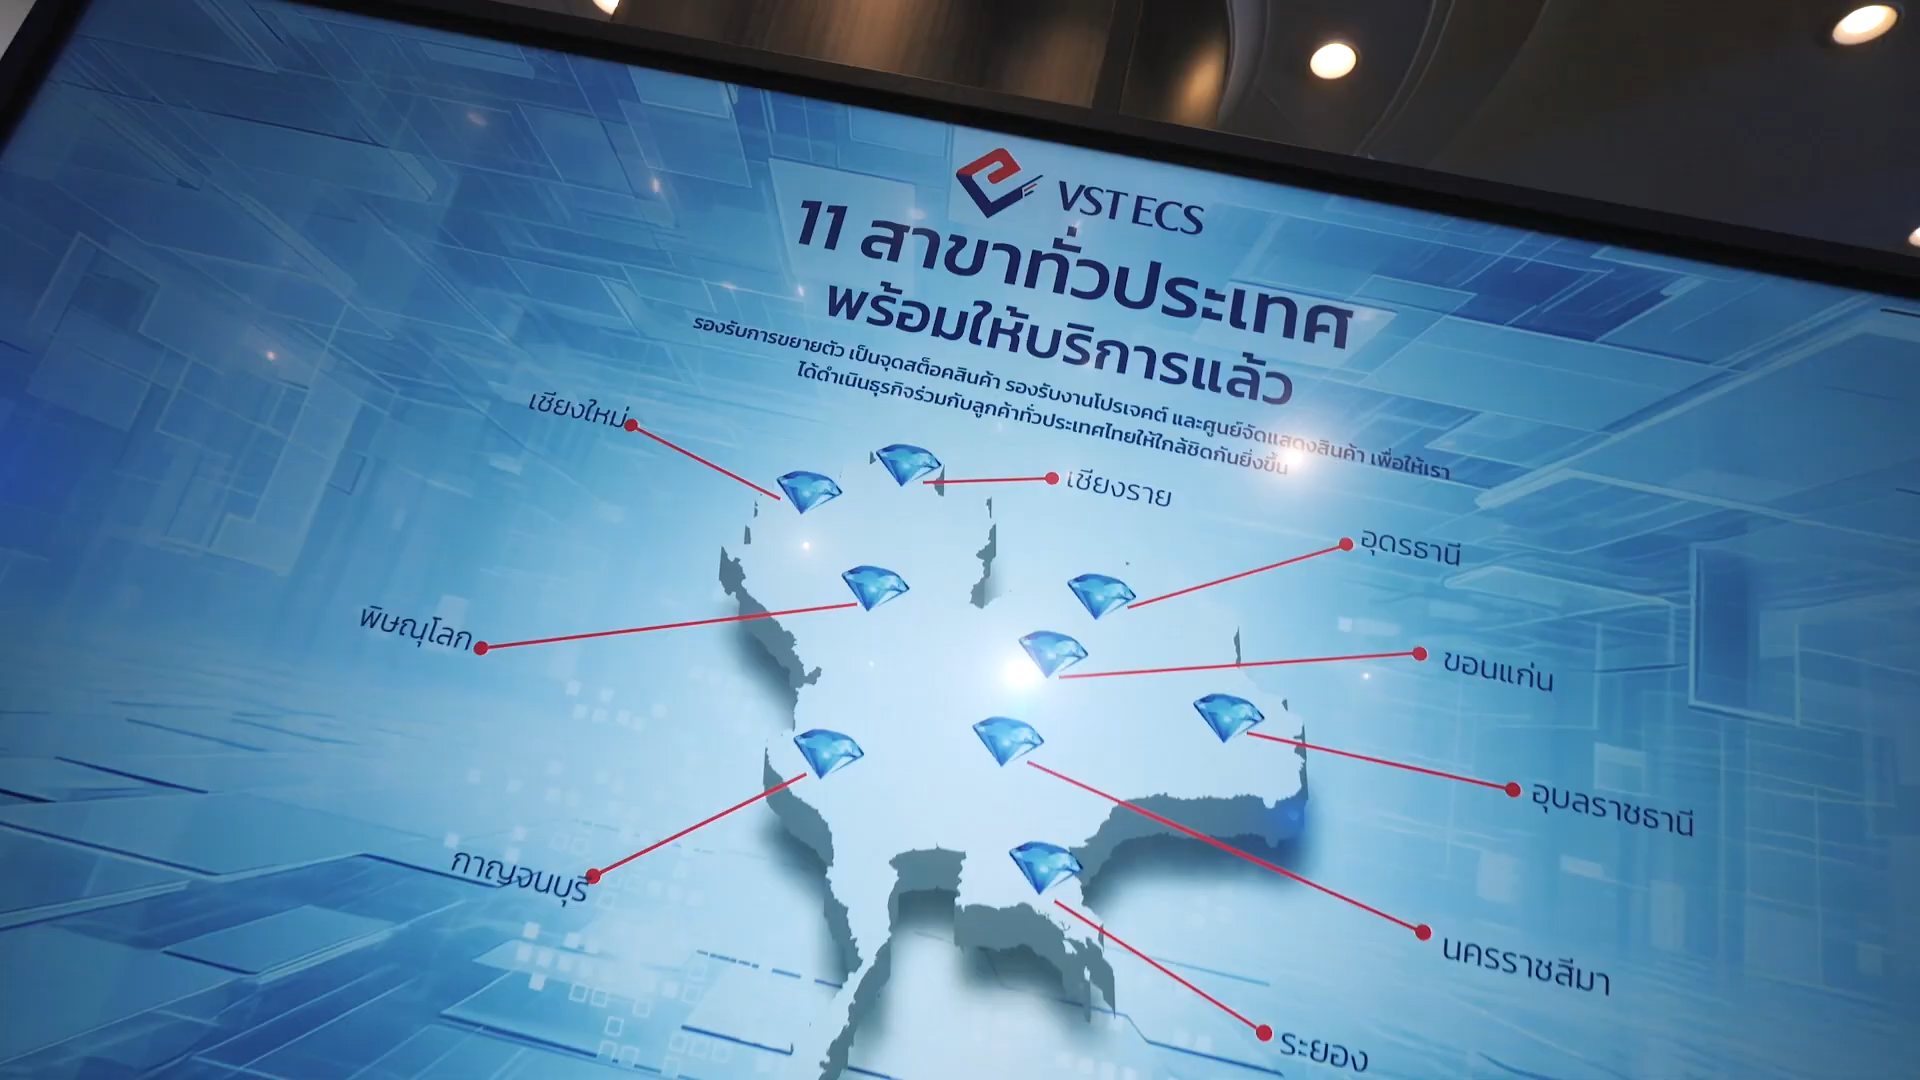 VSTECS
11 สาขาทั่วประเทศ
พร้อมให้บริการแล้ว
รองรับการขยายตัว เป็นจุดสต็อคสินค้า รองรับงานโปรเจคต์ และศูนย์จัดแสดงสินค้า เพื่อให้เรา
ได้ดำเนินธุรกิจร่วมกับลูกค้าทั่วประเทศไทยให้ใกล้ชิดกันยิ่งขึ้น
เชียงใหม่
เชียงราย
อุดรธานี
พิษณุโลก
ขอนแก่น
อุบลราชธานี
กาญจนบุรี
นครราชสีมา
ระยอง